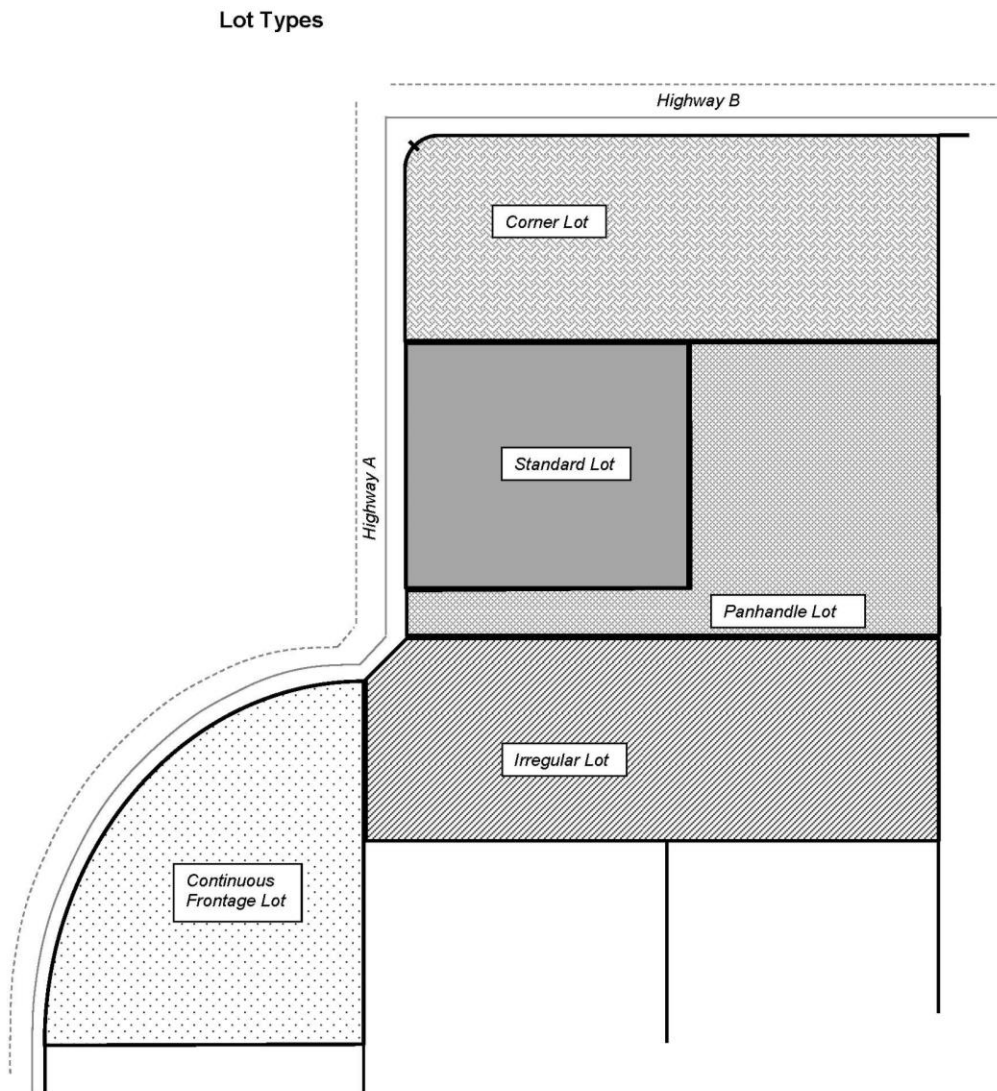 Lot Types
Highway B
Corner Lot
Highway A
Standard Lot
Panhandle Lot
Irregular Lot
Continuous
Frontage Lot